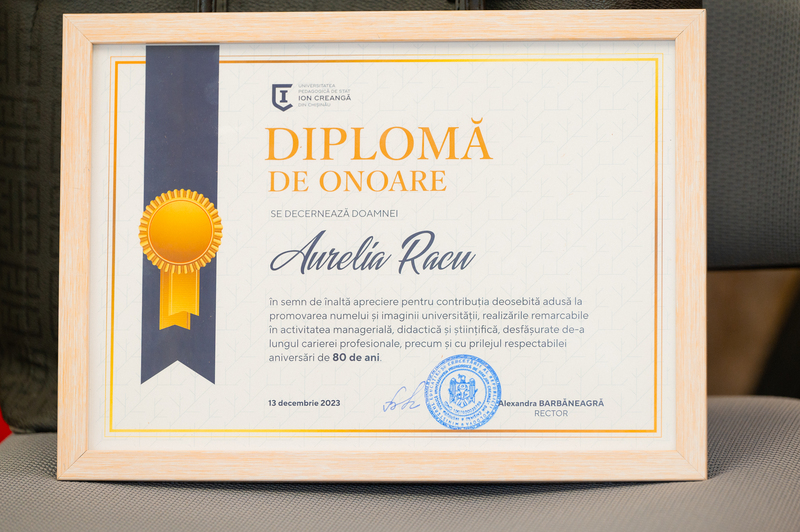 UNIVERSITATEA
PEDAGOGICĂ DE STAT
ION CREANGĂ
DIN CHIȘINĂU
DIPLOMĂ
DE ONOARE
SE DECERNEAZĂ DOAMNEI
Aurelia Racu
în semn de înaltă apreciere pentru contribuția deosebită adusă la
promovarea numelui și imaginii universității, realizările remarcabile
în activitatea managerială, didactică și științifică, desfășurate de-a
lungul carierei profesionale, precum și cu prilejul respectabilei
aniversări de 80 de ani.
13 decembrie 2023
Alexandra BARBĂNEAGRĂ
RECTOR